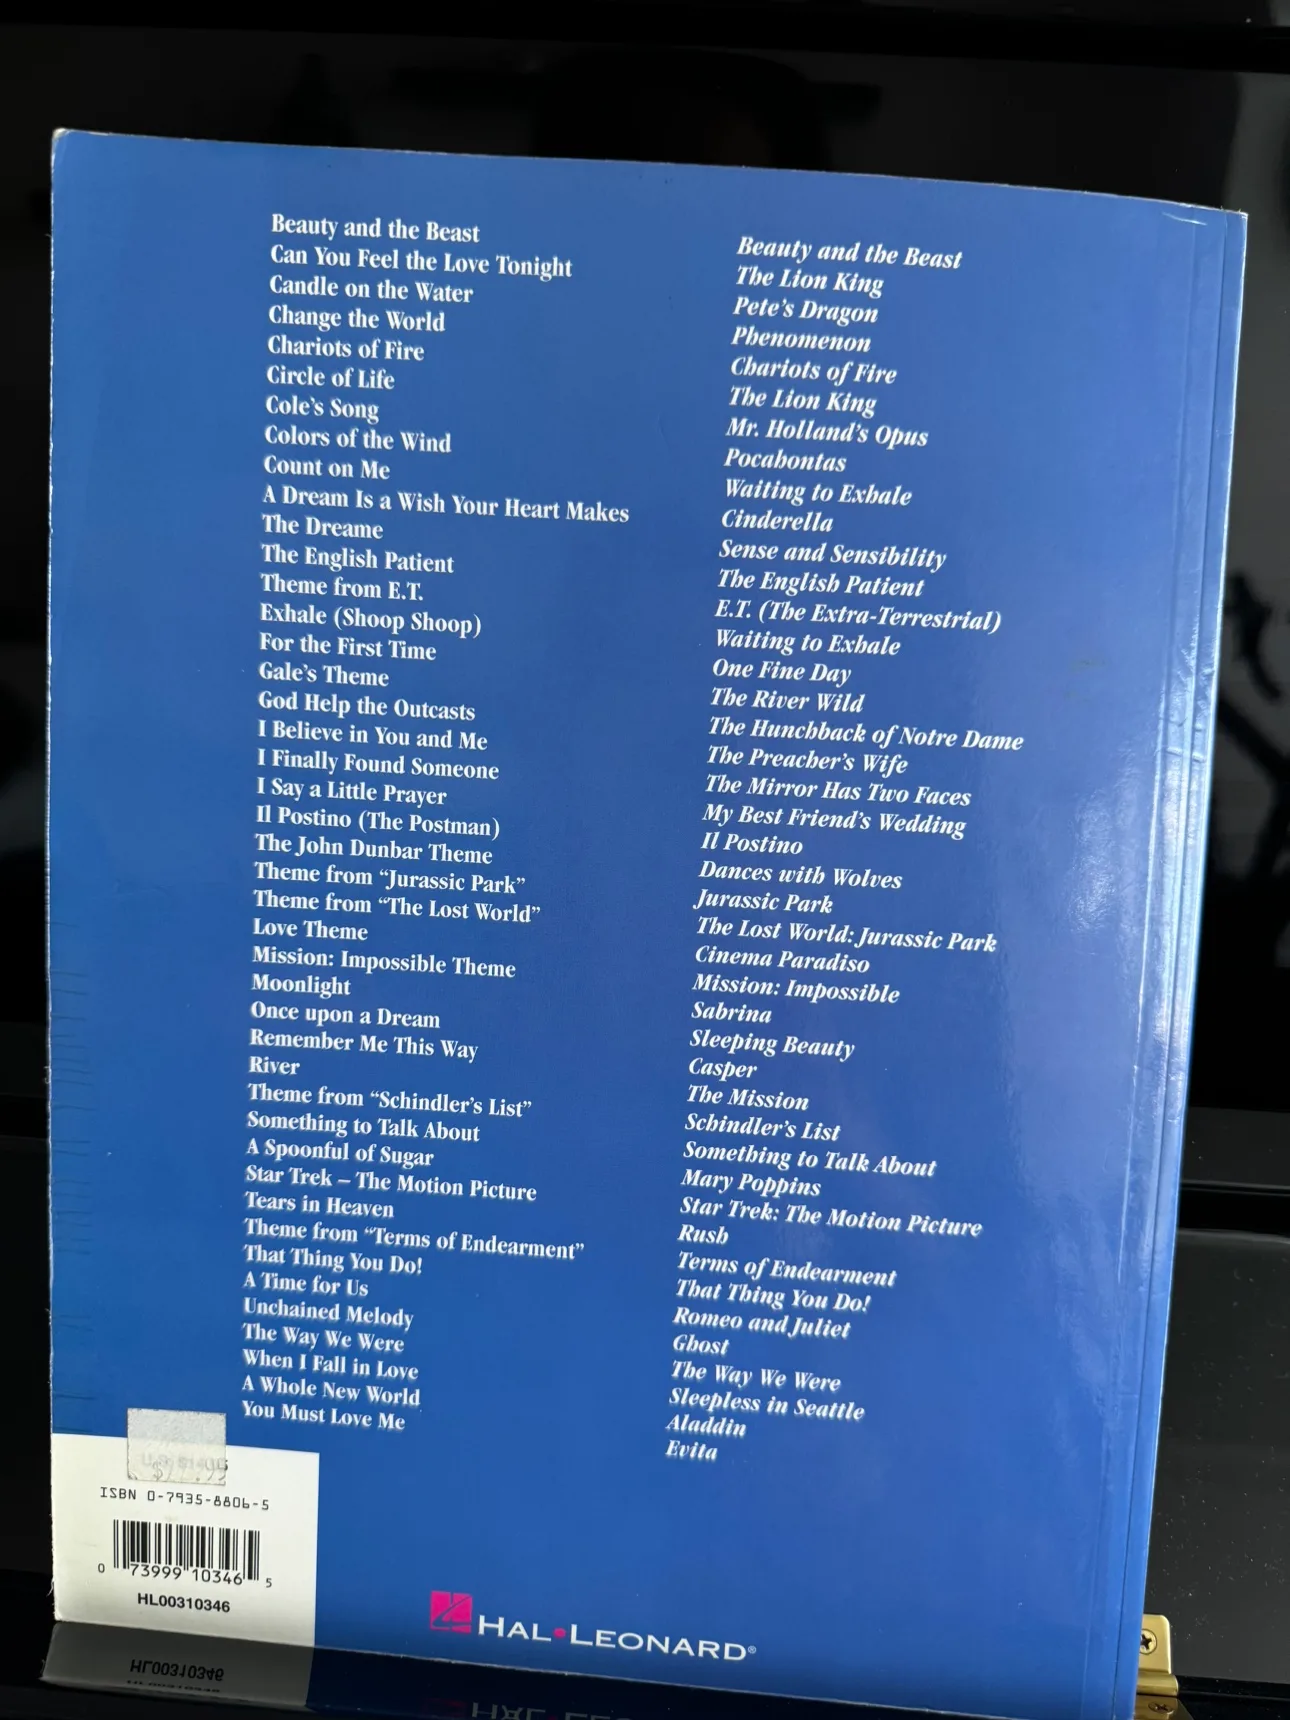 Beauty and the Beast Beauty and the Beast
Can You Feel the Love Tonight The Lion King
Candle on the Water Pete's Dragon
Change the World Phenomenon
Chariots of Fire Chariots of Fire
Circle of Life The Lion King
Cole's Song Mr. Holland's Opus
Colors of the Wind Pocahontas
Count on Me Waiting to Exhale
A Dream Is a Wish Your Heart Makes Cinderella
The Dreame Sense and Sensibility
The English Patient The English Patient
Theme from E.T. E.T. (The Extra-Terrestrial)
Exhale (Shoop Shoop) Waiting to Exhale
For the First Time One Fine Day
Gale's Theme The River Wild
God Help the Outcasts The Hunchback of Notre Dame
I Believe in You and Me The Preacher's Wife
I Finally Found Someone The Mirror Has Two Faces
I Say a Little Prayer My Best Friend's Wedding
Il Postino (The Postman) Il Postino
The John Dunbar Theme Dances with Wolves
Theme from “Jurassic Park” Jurassic Park
Theme from “The Lost World” The Lost World: Jurassic Park
Love Theme Cinema Paradiso
Mission: Impossible Theme Mission: Impossible
Moonlight Sabrina
Once upon a Dream Sleeping Beauty
Remember Me This Way Casper
River The Mission
Theme from “Schindler's List” Schindler's List
Something to Talk About Something to Talk About
A Spoonful of Sugar Mary Poppins
Star Trek – The Motion Picture Star Trek: The Motion Picture
Tears in Heaven Rush
Theme from “Terms of Endearment” Terms of Endearment
That Thing You Do! That Thing You Do!
A Time for Us Romeo and Juliet
Unchained Melody Ghost
The Way We Were The Way We Were
When I Fall in Love Sleepless in Seattle
A Whole New World Aladdin
You Must Love Me Evita
ISBN 0-7935-8806-5
0 73999 10346 5
HL00310346
HAL•LEONARD®